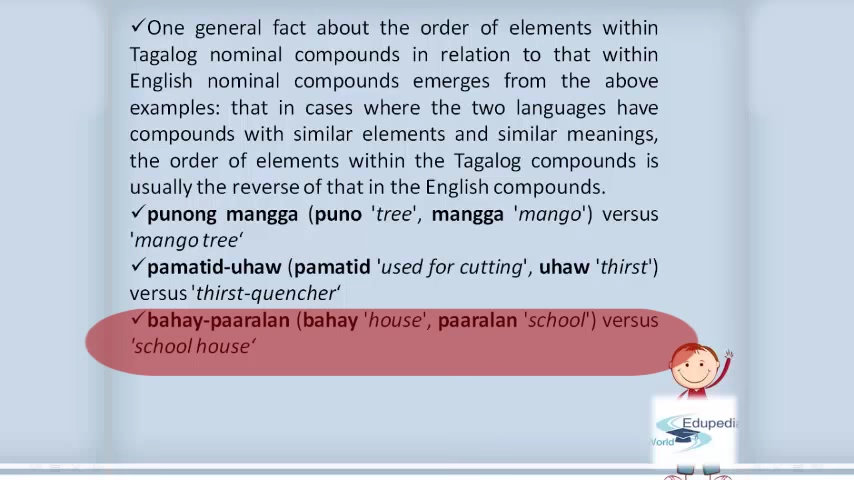 ✓One general fact about the order of elements within
Tagalog nominal compounds in relation to that within
English nominal compounds emerges from the above
examples: that in cases where the two languages have
compounds with similar elements and similar meanings,
the order of elements within the Tagalog compounds is
usually the reverse of that in the English compounds.
✓punong mangga (puno 'tree', mangga 'mango') versus
'mango tree‘
✓pamatid-uhaw (pamatid 'used for cutting', uhaw 'thirst')
versus 'thirst-quencher‘
✓bahay-paaralan (bahay 'house', paaralan 'school') versus
'school house‘
Edupedia
World